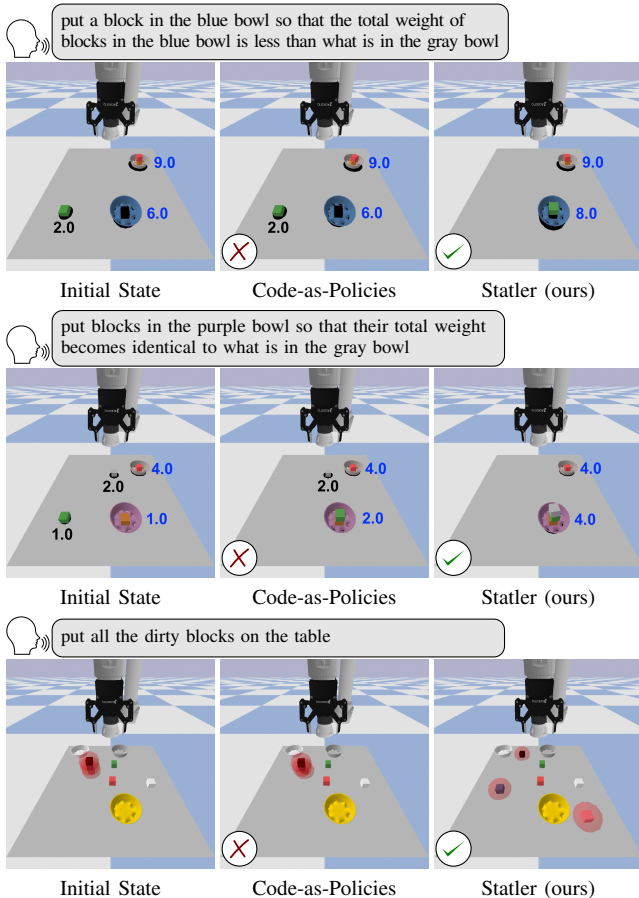 put a block in the blue bowl so that the total weight of
blocks in the blue bowl is less than what is in the gray bowl
9.0
9.0
9.0
6.0
6.0
8.0
2.0
2.0
Initial State
Code-as-Policies
Statler (ours)
put blocks in the purple bowl so that their total weight
becomes identical to what is in the gray bowl
4.0
4.0
4.0
2.0
2.0
1.0
2.0
4.0
1.0
Initial State
Code-as-Policies
Statler (ours)
put all the dirty blocks on the table
Initial State
Code-as-Policies
Statler (ours)